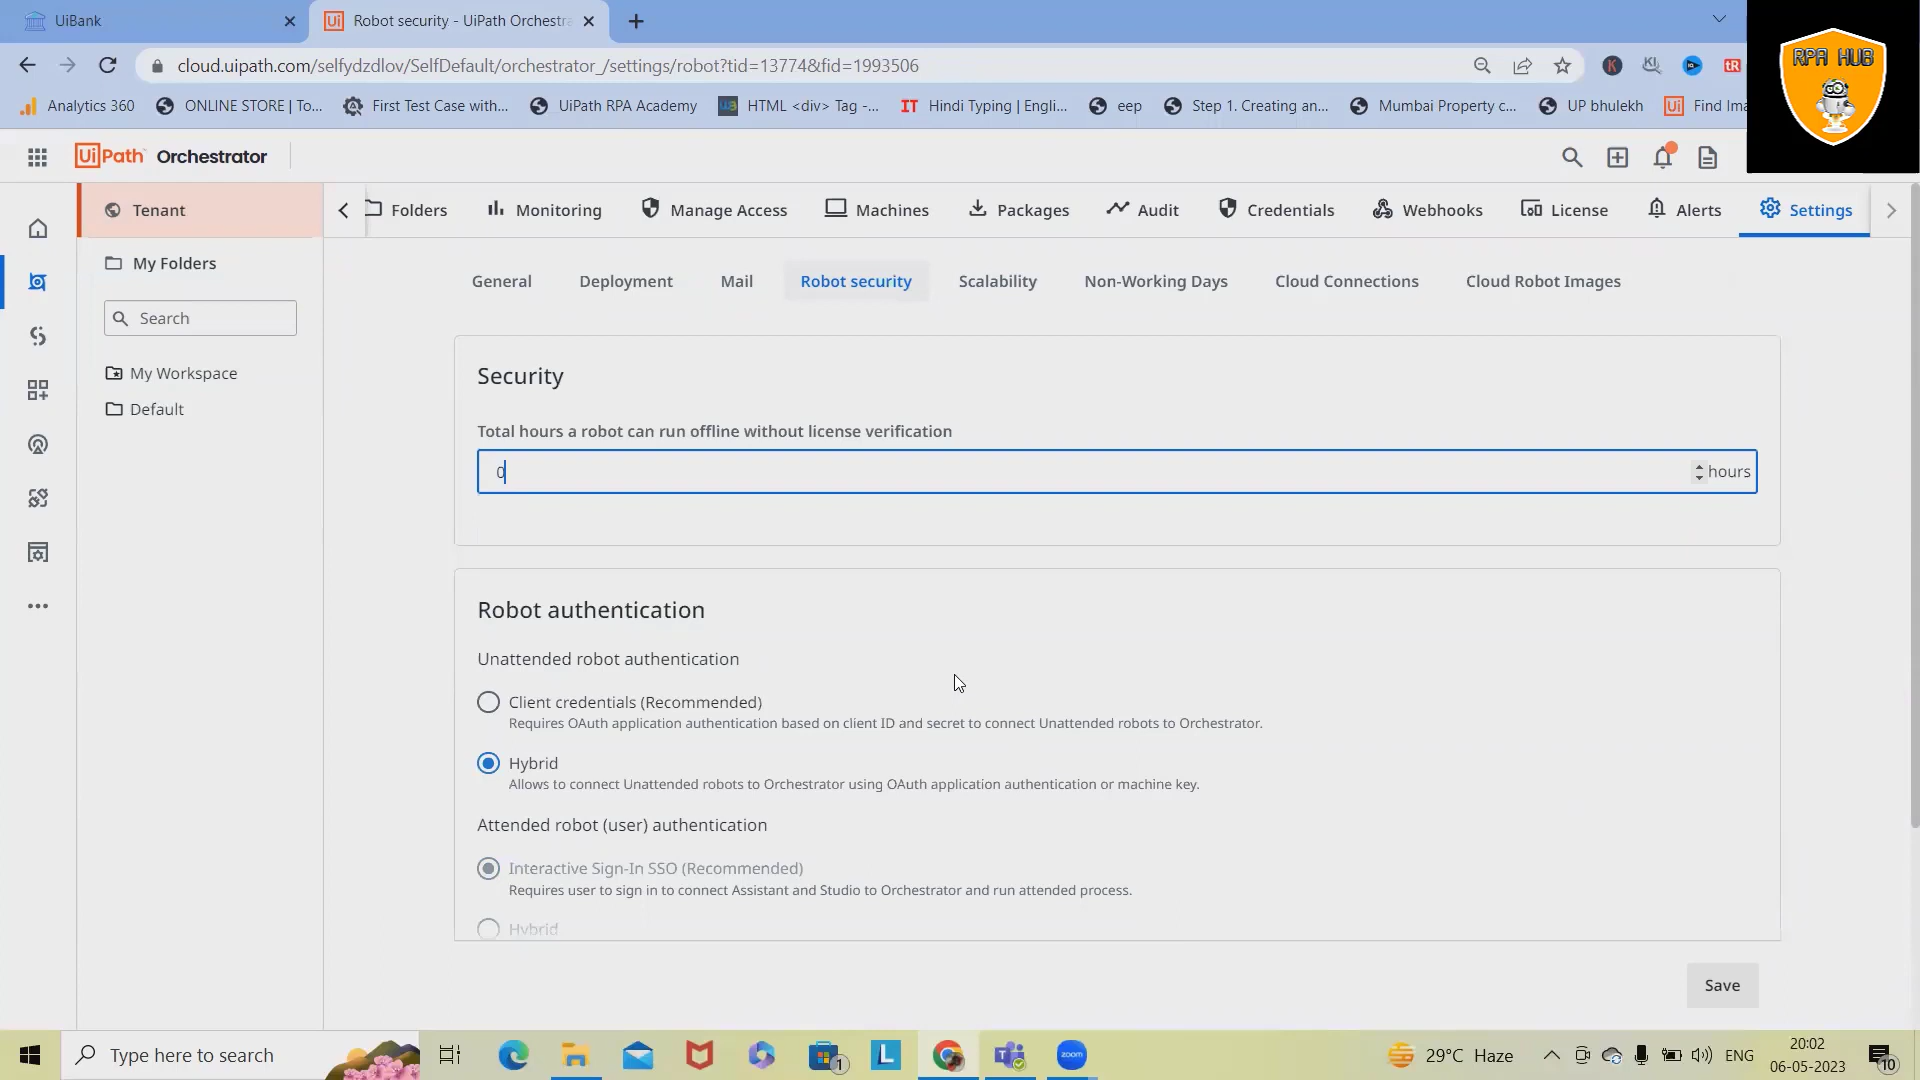 UiBank
Robot security - UiPath Orchestra
RPA HUB
cloud.uipath.com/selfydzdlov/SelfDefault/orchestrator_/settings/robot?tid=13774&fid=1993506
Analytics 360
ONLINE STORE | To...
First Test Case with...
UiPath RPA Academy
HTML <div> Tag -...
Hindi Typing | Engli...
eep
Step 1. Creating an...
Mumbai Property c...
UP bhulekh
Find Ima
UiPath Orchestrator
Tenant
Folders
Monitoring
Manage Access
Machines
Packages
Audit
Credentials
Webhooks
License
Alerts
Settings
My Folders
Search
My Workspace
Default
General
Deployment
Mail
Robot security
Scalability
Non-Working Days
Cloud Connections
Cloud Robot Images
Security
Total hours a robot can run offline without license verification
0
hours
Robot authentication
Unattended robot authentication
Client credentials (Recommended)
Requires OAuth application authentication based on client ID and secret to connect Unattended robots to Orchestrator.
Hybrid
Allows to connect Unattended robots to Orchestrator using OAuth application authentication or machine key.
Attended robot (user) authentication
Interactive Sign-In SSO (Recommended)
Requires user to sign in to connect Assistant and Studio to Orchestrator and run attended process.
Hybrid
Save
Type here to search
1
L
zoom
29°C Haze
ENG
20:02
06-05-2023
10